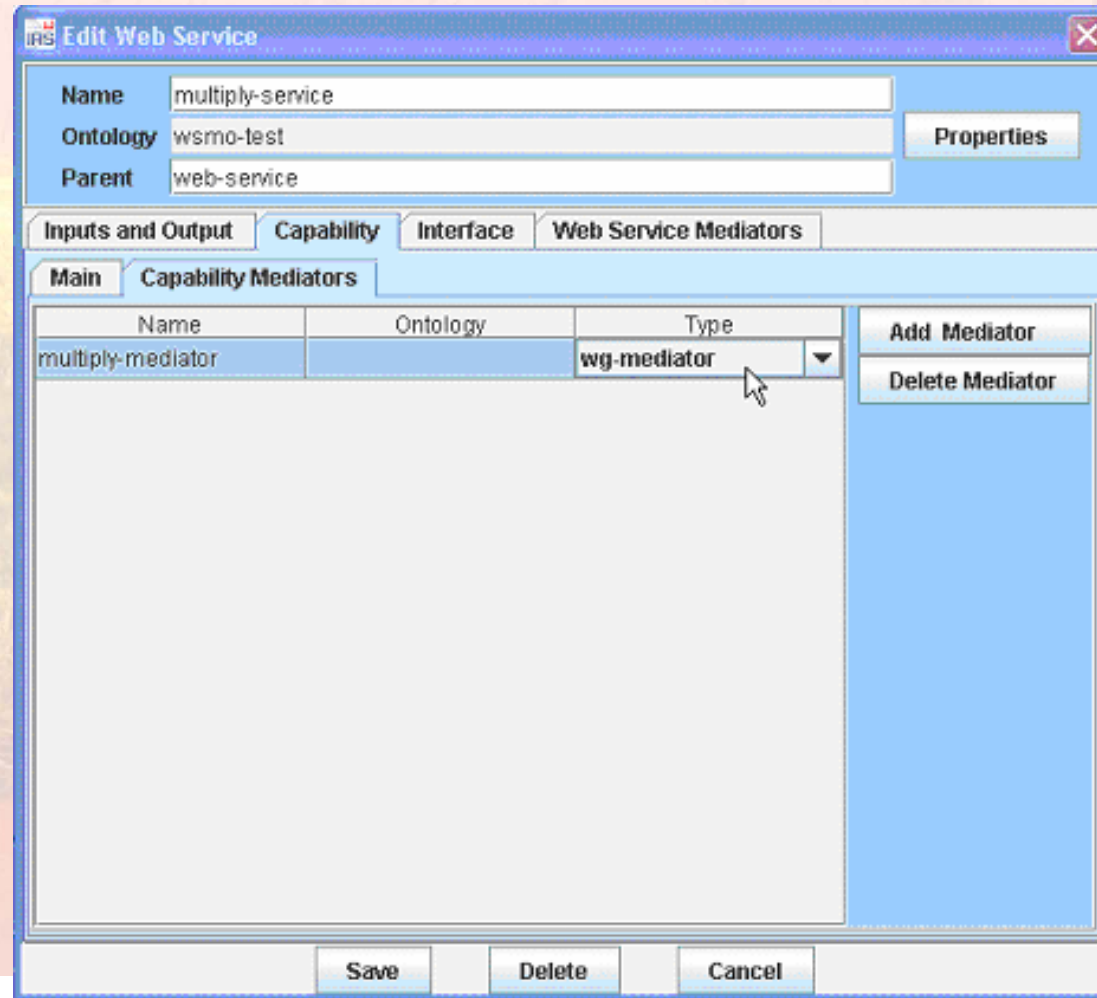 IRS Edit Web Service
Name multiply-service
Ontology wsmo-test
Properties
Parent web-service
Inputs and Output Capability Interface Web Service Mediators
Main Capability Mediators
Name Ontology Type
multiply-mediator wg-mediator
Add Mediator
Delete Mediator
Save Delete Cancel